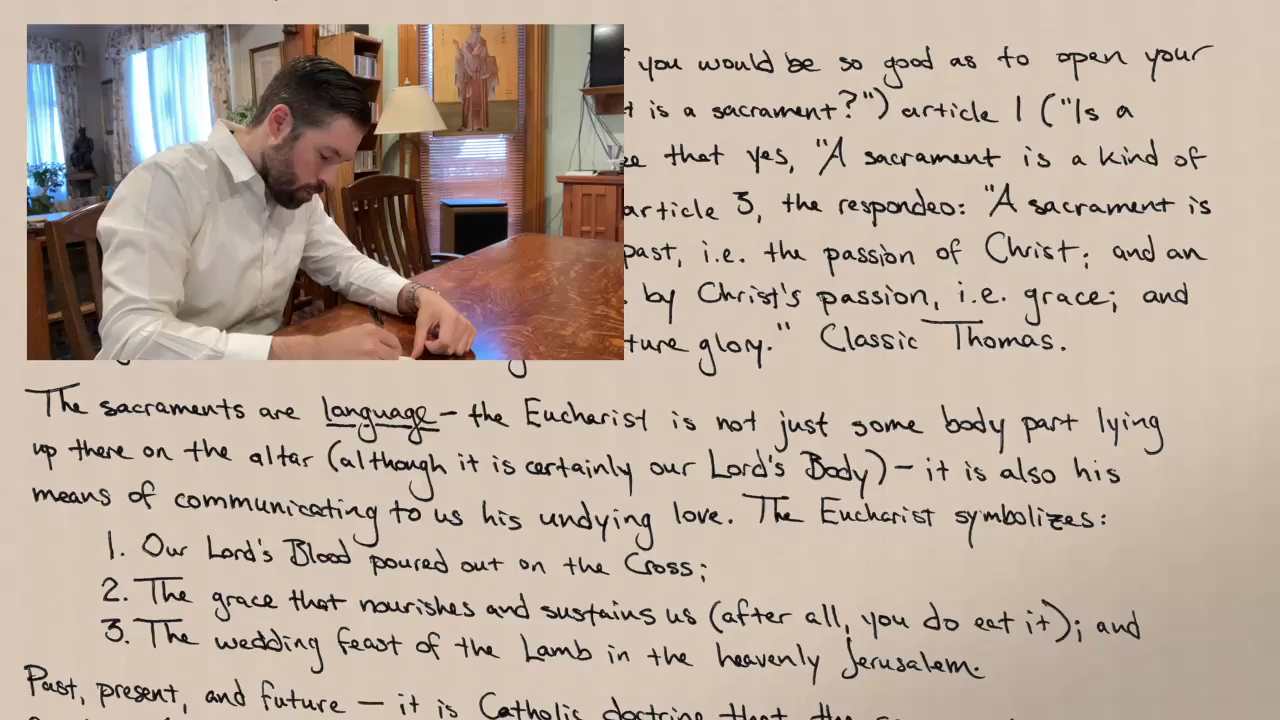 you would be so good as to open your
t is a sacrament?") article 1 ("Is a
that yes, "A sacrament is a kind of
article 3, the respondeo: "A sacrament is
past, i.e. the passion of Christ; and an
by Christ's passion, i.e. grace; and
ture glory." Classic Thomas.
The sacraments are language – the Eucharist is not just some body part lying
up there on the altar (although it is certainly our Lord's Body) – it is also his
means of communicating to us his undying love. The Eucharist symbolizes:
1. Our Lord's Blood poured out on the Cross;
2. The grace that nourishes and sustains us (after all, you do eat it); and
3. The wedding feast of the Lamb in the heavenly Jerusalem.
Past, present, and future – it is Catholic doctrine that the